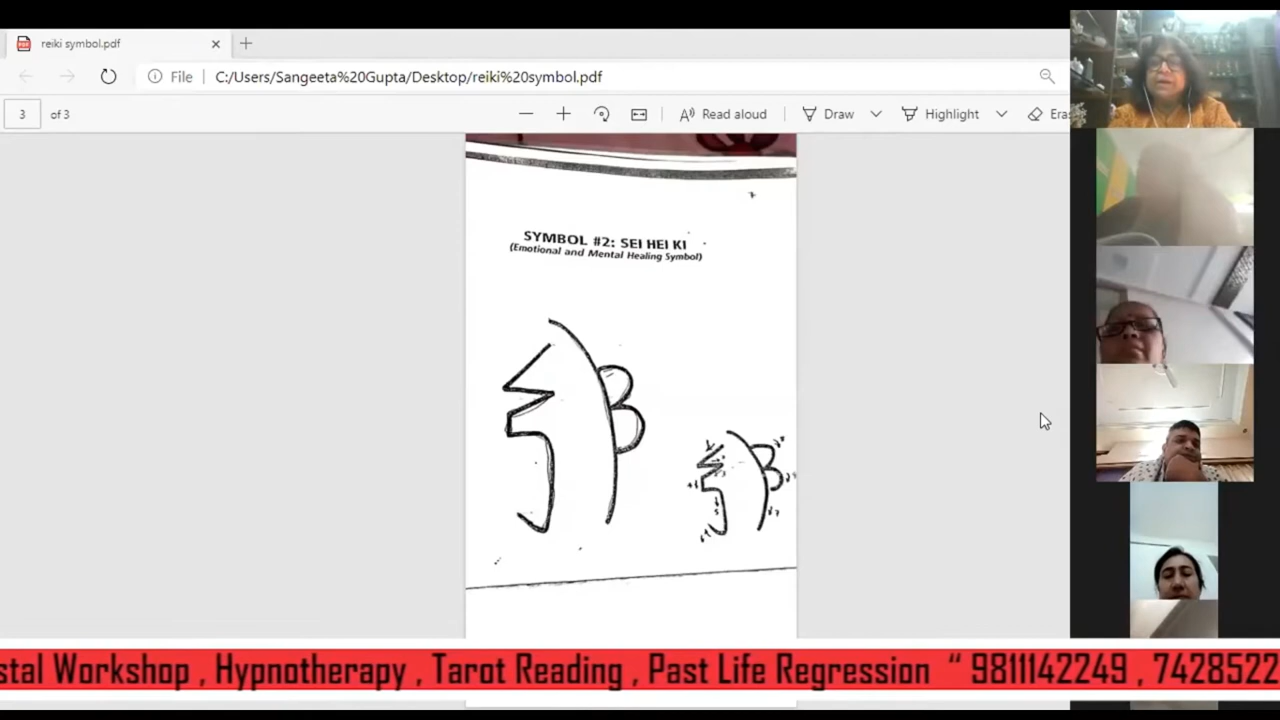 reiki symbol.pdf
File | C:/Users/Sangeeta%20Gupta/Desktop/reiki%20symbol.pdf
3 of 3 Read aloud Draw Highlight
SYMBOL #2: SEI HEI KI
(Emotional and Mental Healing Symbol)
Workshop , Hypnotherapy , Tarot Reading , Past Life Regression “ 9811142249 , 7428522